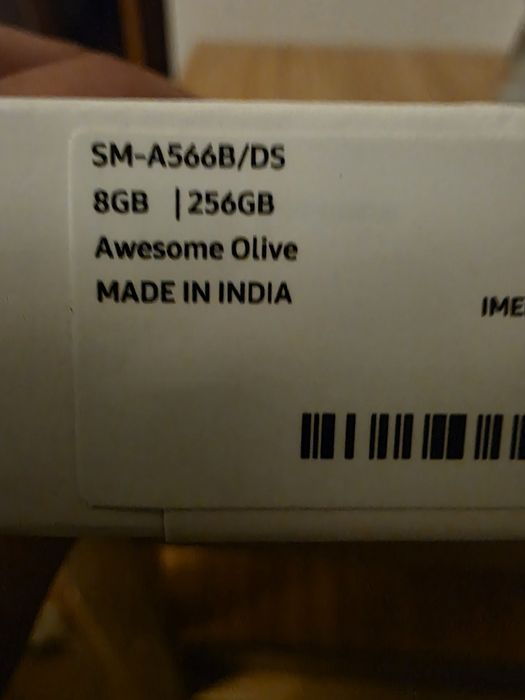 SM-A566B/DS
8GB | 256GB
Awesome Olive
MADE IN INDIA
IME